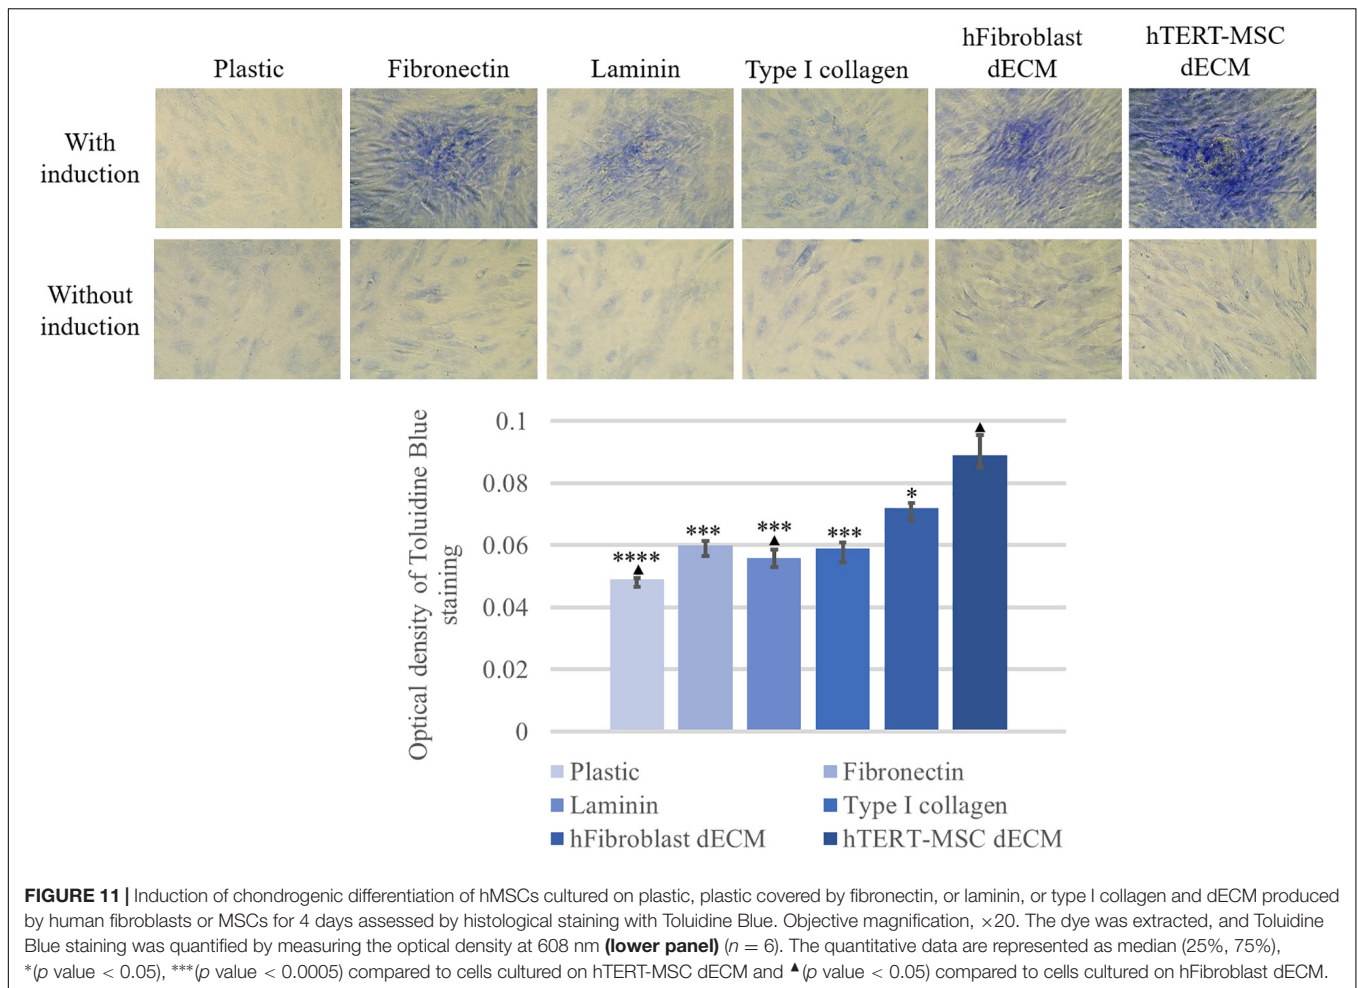 Plastic
Fibronectin
Laminin
Type I collagen
hFibroblast
dECM
hTERT-MSC
dECM
With
induction
Without
induction
Optical density of Toluidine Blue
staining
0.1
0.08
0.06
0.04
0.02
0
****
▲
***
***
▲
***
*
▲
Plastic
Fibronectin
Laminin
Type I collagen
hFibroblast dECM
hTERT-MSC dECM
FIGURE 11 | Induction of chondrogenic differentiation of hMSCs cultured on plastic, plastic covered by fibronectin, or laminin, or type I collagen and dECM produced
by human fibroblasts or MSCs for 4 days assessed by histological staining with Toluidine Blue. Objective magnification, ×20. The dye was extracted, and Toluidine
Blue staining was quantified by measuring the optical density at 608 nm (lower panel) (n = 6). The quantitative data are represented as median (25%, 75%),
*(p value < 0.05), ***(p value < 0.0005) compared to cells cultured on hTERT-MSC dECM and ▲(p value < 0.05) compared to cells cultured on hFibroblast dECM.